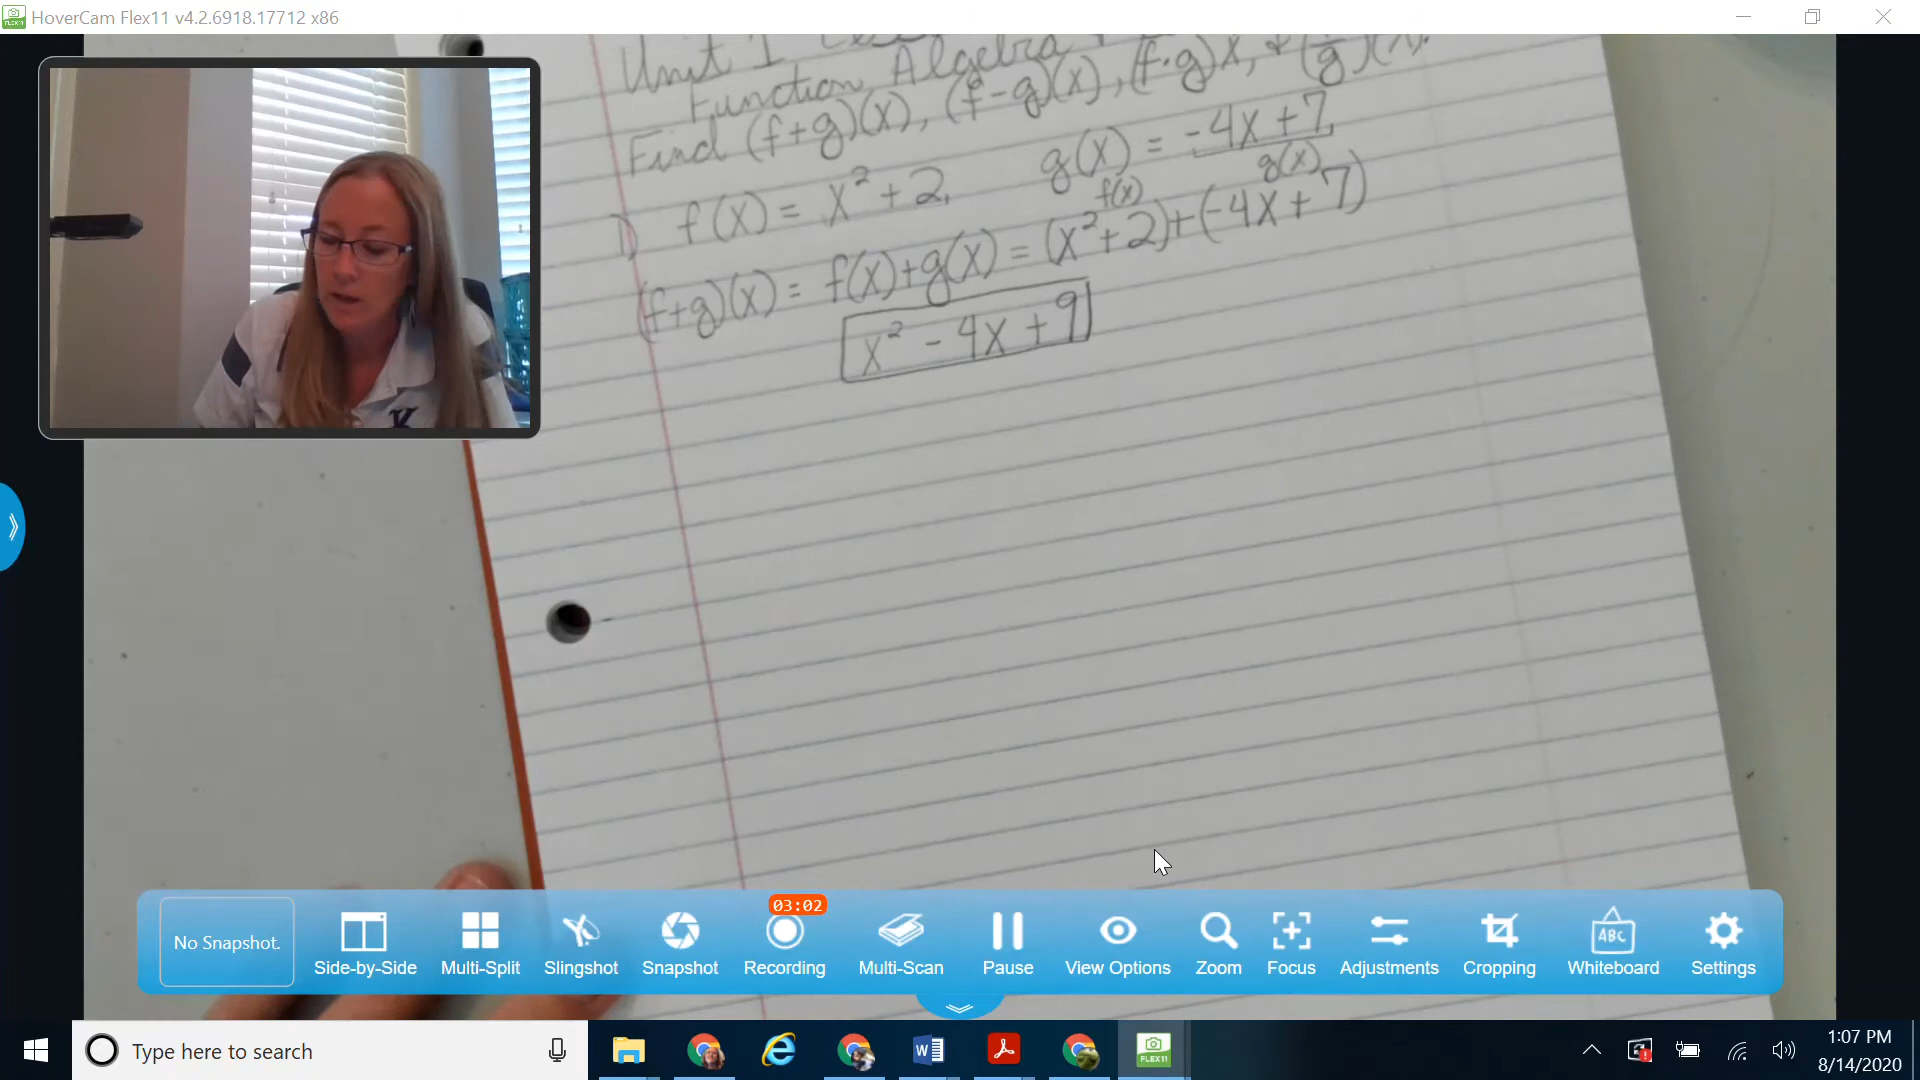 HoverCam Flex11 v4.2.6918.17712 x86
Unit 1
Function Algebra
Find (f+g)(x), (f-g)(x), (f·g)x, + (f/g)(x).
1) f(x) = x² + 2, g(x) = -4x + 7,
f(x) g(x)
(f+g)(x) = f(x)+g(x) = (x²+2)+(-4x+7)
x² - 4x + 9
K
03:02
No Snapshot. Side-by-Side Multi-Split Slingshot Snapshot Recording Multi-Scan Pause View Options Zoom Focus Adjustments Cropping ABC Whiteboard Settings
Type here to search
FLEX11
1:07 PM
8/14/2020